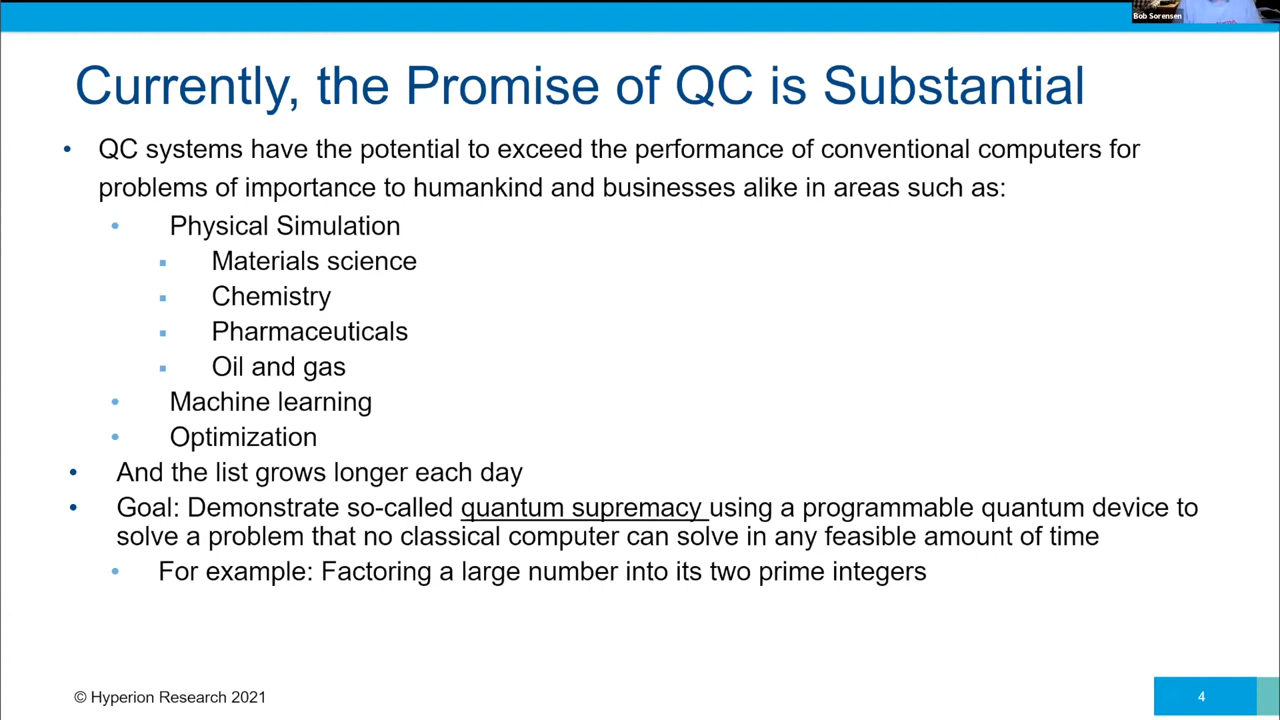 Bob Sorensen
Currently, the Promise of QC is Substantial
• QC systems have the potential to exceed the performance of conventional computers for
problems of importance to humankind and businesses alike in areas such as:
• Physical Simulation
▪ Materials science
▪ Chemistry
▪ Pharmaceuticals
▪ Oil and gas
• Machine learning
• Optimization
• And the list grows longer each day
• Goal: Demonstrate so-called quantum supremacy using a programmable quantum device to
solve a problem that no classical computer can solve in any feasible amount of time
• For example: Factoring a large number into its two prime integers
© Hyperion Research 2021
4